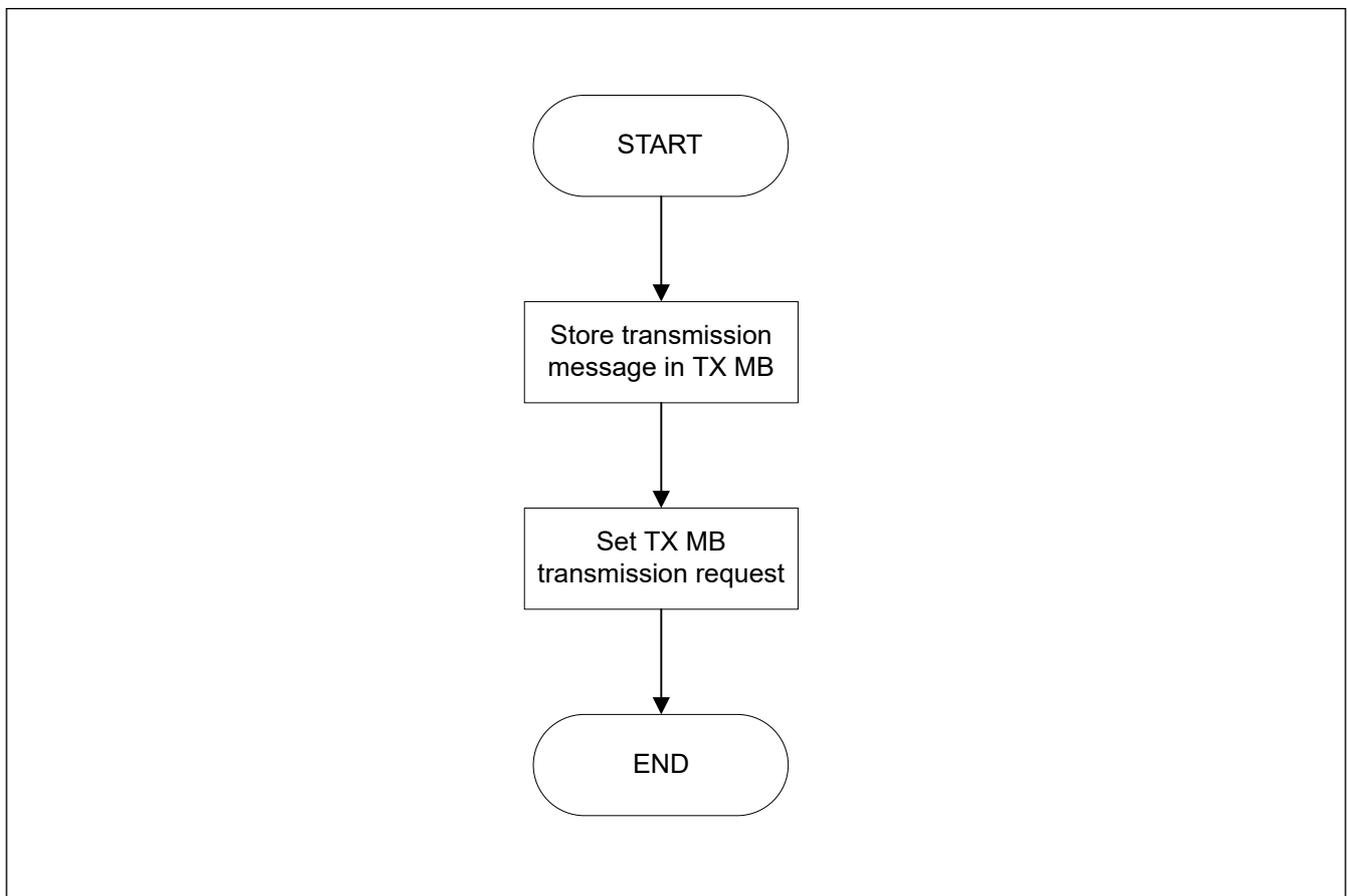 START
Store transmission
message in TX MB
Set TX MB
transmission request
END